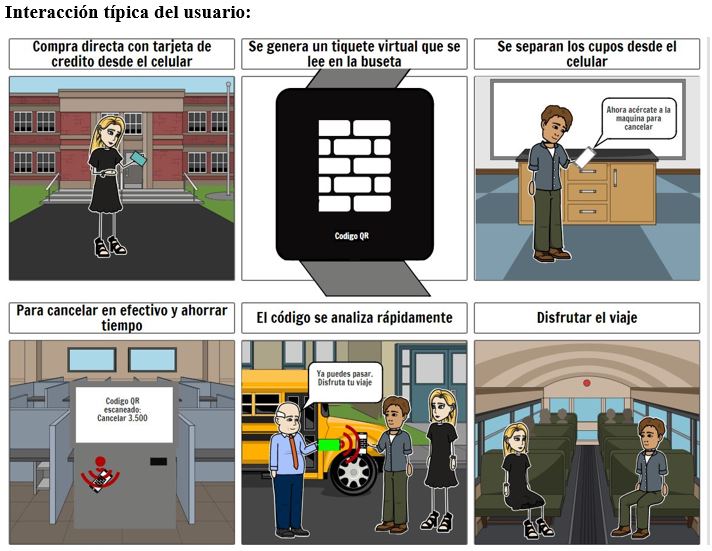 Interacción típica del usuario:
Compra directa con tarjeta de
credito desde el celular
Se genera un tiquete virtual que se
lee en la buseta
Se separan los cupos desde el
celular
Codigo QR
Ahora acércate a la
maquina para
cancelar
Para cancelar en efectivo y ahorrar
tiempo
El código se analiza rápidamente
Disfrutar el viaje
Codigo QR
escaneado:
Cancelar 3.500
Ya puedes pasar.
Disfruta tu viaje